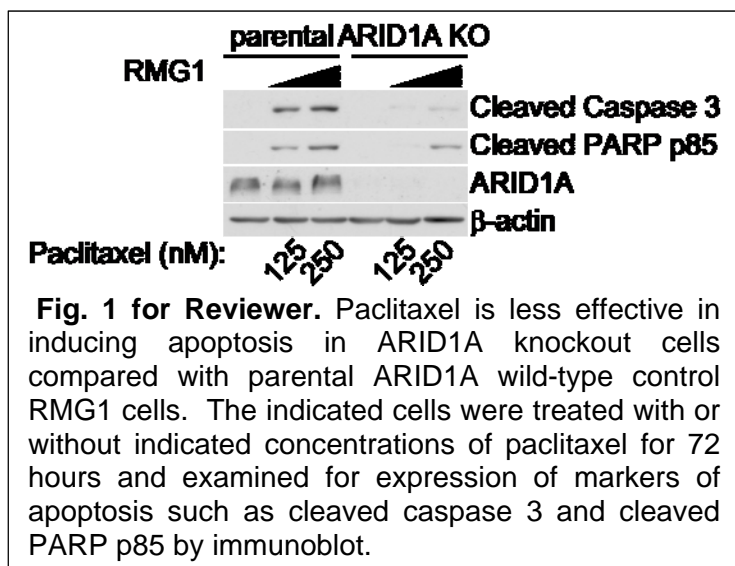 parental ARID1A KO
RMG1
Cleaved Caspase 3
Cleaved PARP p85
ARID1A
β-actin
Paclitaxel (nM): 125 250 125 250
Fig. 1 for Reviewer. Paclitaxel is less effective in
inducing apoptosis in ARID1A knockout cells
compared with parental ARID1A wild-type control
RMG1 cells. The indicated cells were treated with or
without indicated concentrations of paclitaxel for 72
hours and examined for expression of markers of
apoptosis such as cleaved caspase 3 and cleaved
PARP p85 by immunoblot.